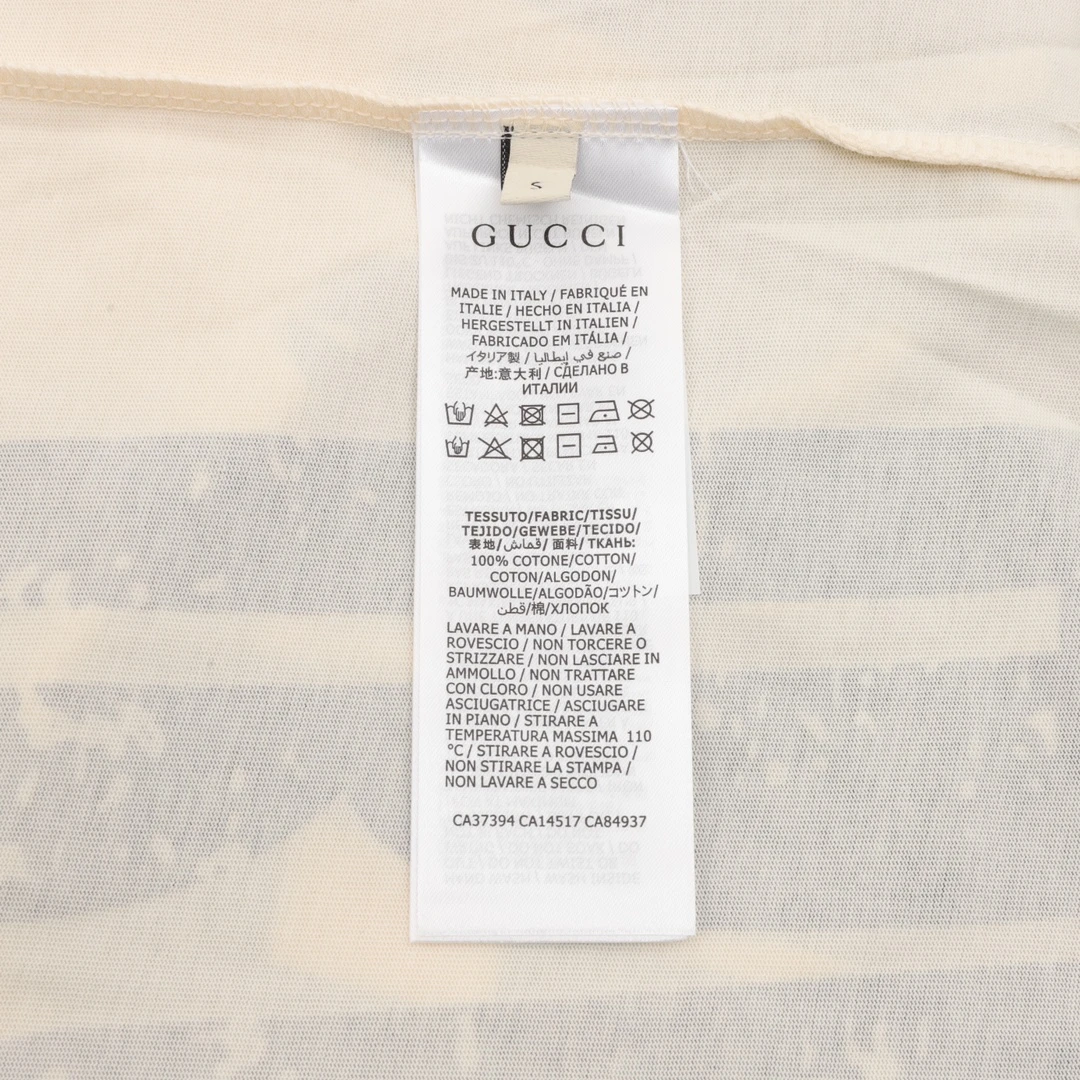 S
GUCCI
MADE IN ITALY / FABRIQUÉ EN
ITALIE / HECHO EN ITALIA /
HERGESTELLT IN ITALIEN /
FABRICADO EM ITÁLIA /
イタリア製 / صنع في إيطاليا /
产地:意大利 / СДЕЛАНО В
ИТАЛИИ
TESSUTO/FABRIC/TISSU/
TEJIDO/GEWEBE/TECIDO/
表地/قماش/ 面料/ ТКАНЬ:
100% COTONE/COTTON/
COTON/ALGODON/
BAUMWOLLE/ALGODÃO/コットン/
قطن/棉/ХЛОПОК
LAVARE A MANO / LAVARE A
ROVESCIO / NON TORCERE O
STRIZZARE / NON LASCIARE IN
AMMOLLO / NON TRATTARE
CON CLORO / NON USARE
ASCIUGATRICE / ASCIUGARE
IN PIANO / STIRARE A
TEMPERATURA MASSIMA 110
°C / STIRARE A ROVESCIO /
NON STIRARE LA STAMPA /
NON LAVARE A SECCO
CA37394 CA14517 CA84937